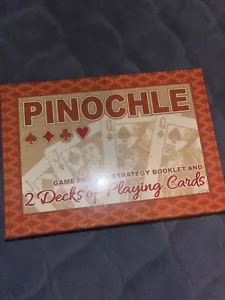 PINOCHLE
GAME RULES, STRATEGY BOOKLET AND
2 Decks of Playing Cards